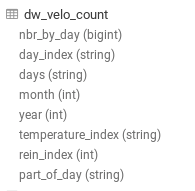 dw_velo_count
nbr_by_day (bigint)
day_index (string)
days (string)
month (int)
year (int)
temperature_index (string)
rein_index (int)
part_of_day (string)